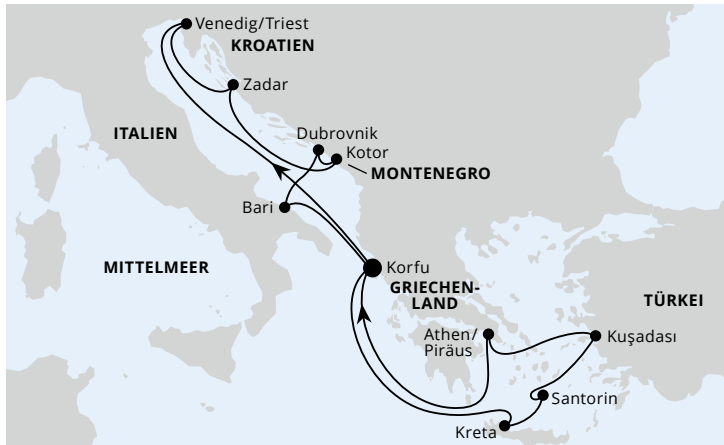 Venedig/Triest
KROATIEN
Zadar
ITALIEN
Dubrovnik
Kotor
MONTENEGRO
Bari
MITTELMEER
Korfu
GRIECHEN-
LAND
TÜRKEI
Athen/
Piräus
Kuşadası
Santorin
Kreta